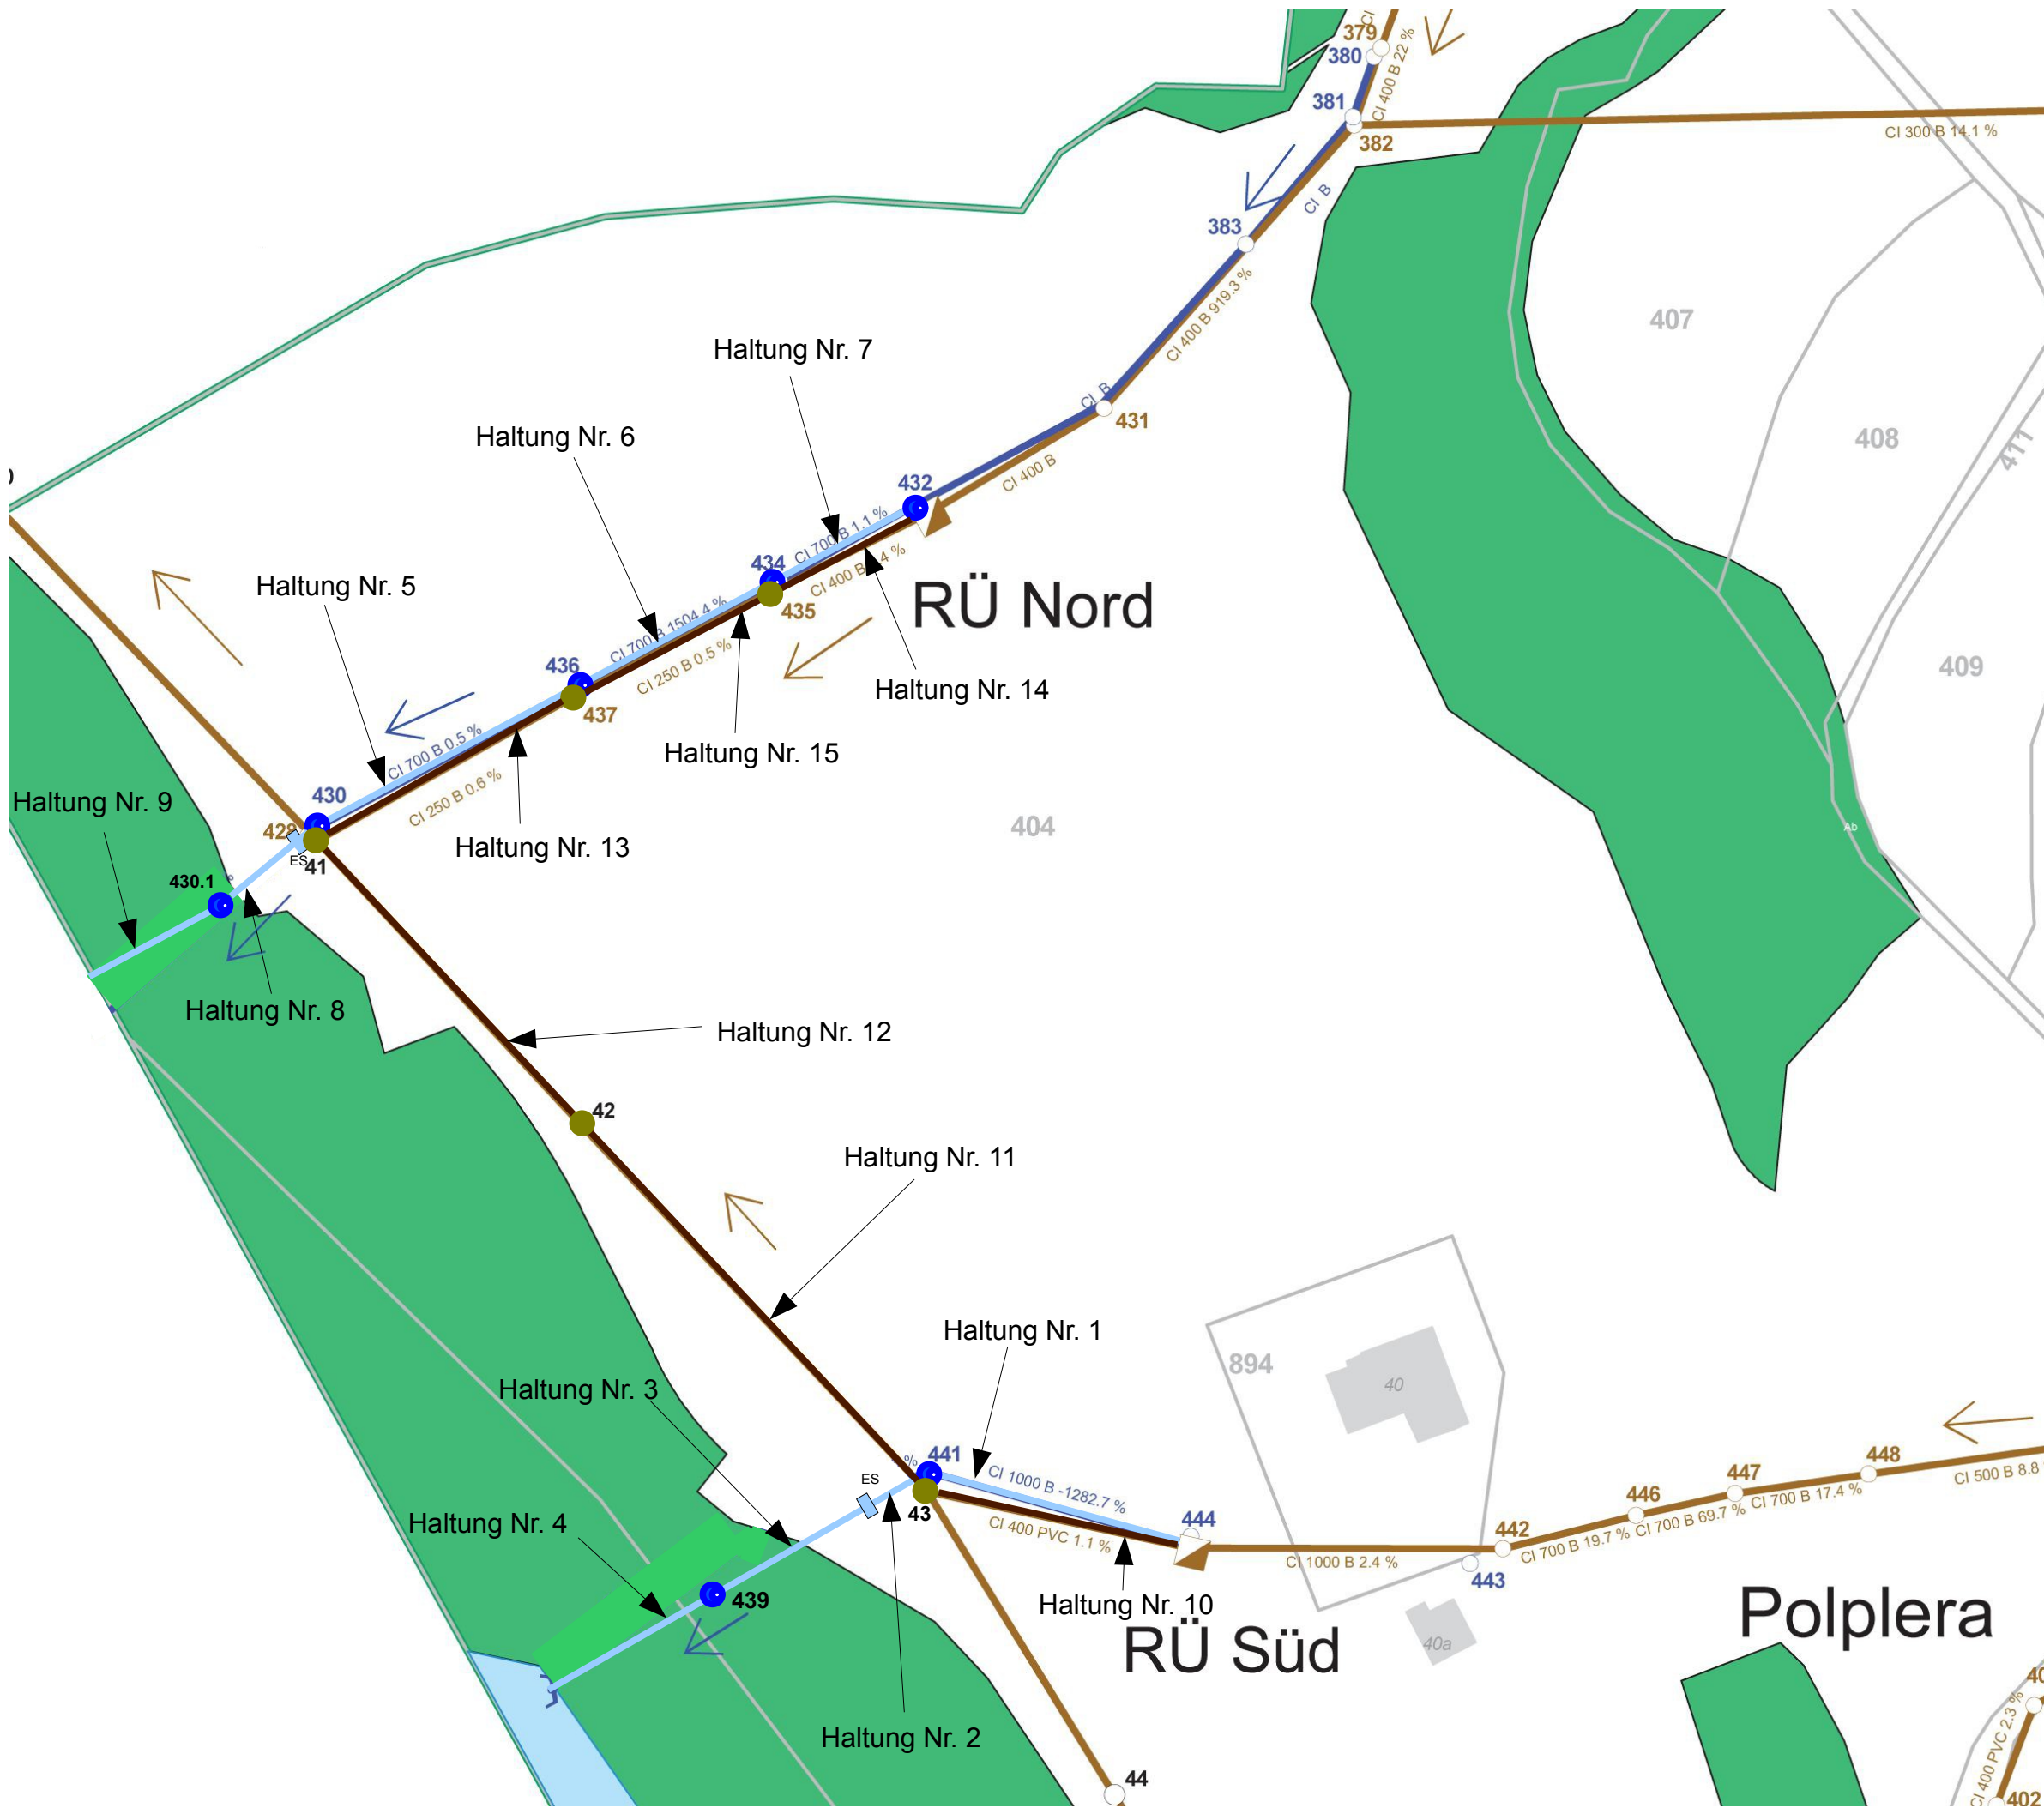 379
380
CI 400 B 22 %
381
382
CI 300 B 14.1 %
CI B
383
407
CI 400 B 919.3 %
Haltung Nr. 7
CI B
431
408
411
Haltung Nr. 6
CI 400 B
432
CI 700 B 1.1 %
434
Haltung Nr. 5
435
RÜ Nord
CI 700 B 1504.4 %
436
CI 250 B 0.5 %
409
Haltung Nr. 14
437
Haltung Nr. 15
CI 700 B 0.5 %
Haltung Nr. 9
430
CI 250 B 0.6 %
404
Ab
Haltung Nr. 13
ES
41
430.1
Haltung Nr. 8
Haltung Nr. 12
42
Haltung Nr. 11
Haltung Nr. 1
894
40
Haltung Nr. 3
%
441
448
CI 1000 B -1282.7 %
447
CI 500 B 8.8
ES
446
CI 700 B 17.4 %
43
444
Haltung Nr. 4
442
CI 700 B 69.7 %
CI 400 PVC 1.1 %
CI 700 B 19.7 %
CI 1000 B 2.4 %
443
439
Haltung Nr. 10
Polplera
RÜ Süd
40a
Haltung Nr. 2
CI 400 PVC 2.3 %
44
402